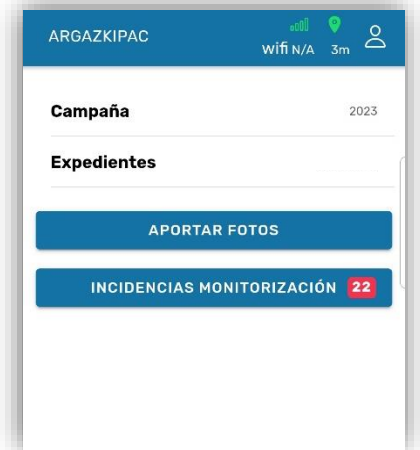 ARGAZKIPAC
wifi N/A 3m
Campaña 2023
Expedientes
APORTAR FOTOS
INCIDENCIAS MONITORIZACIÓN 22